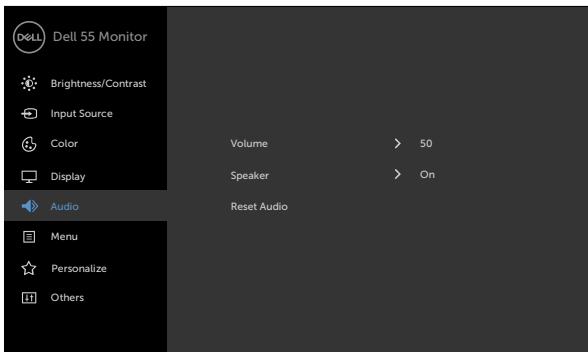 DELL Dell 55 Monitor
Brightness/Contrast
Input Source
Color
Volume 50
Display
Speaker On
Audio
Reset Audio
Menu
Personalize
Others